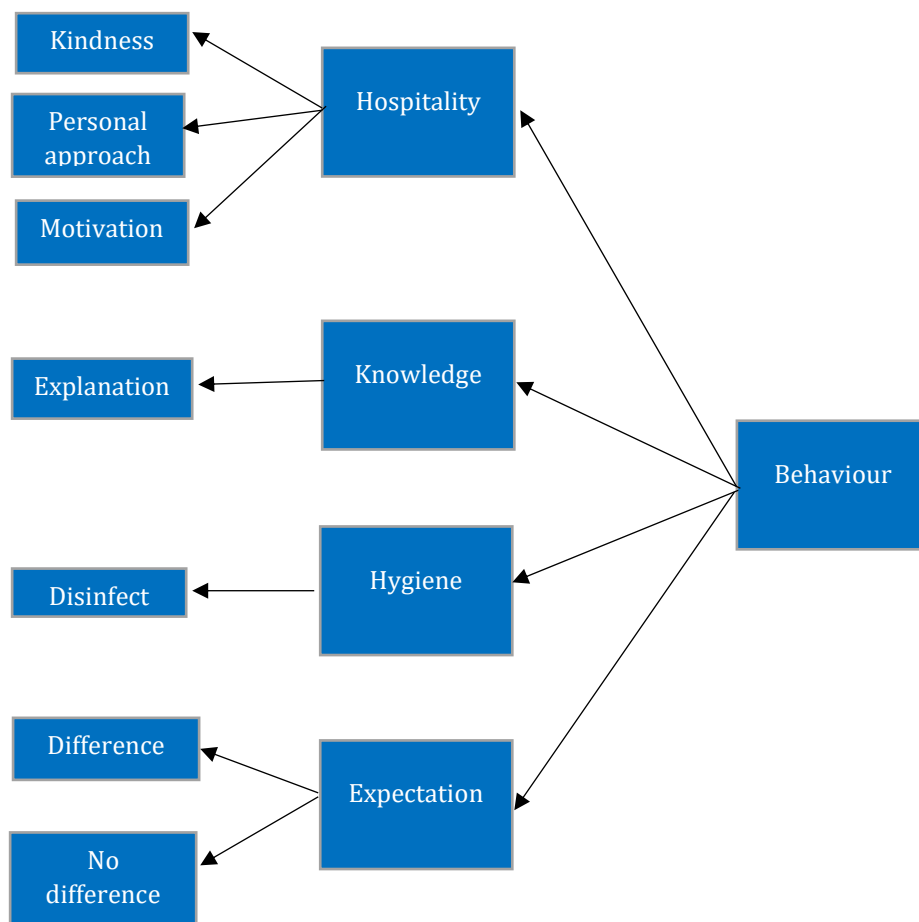 Kindness
Personal
approach
Motivation
Hospitality
Explanation
Knowledge
Behaviour
Disinfect
Hygiene
Difference
No
difference
Expectation